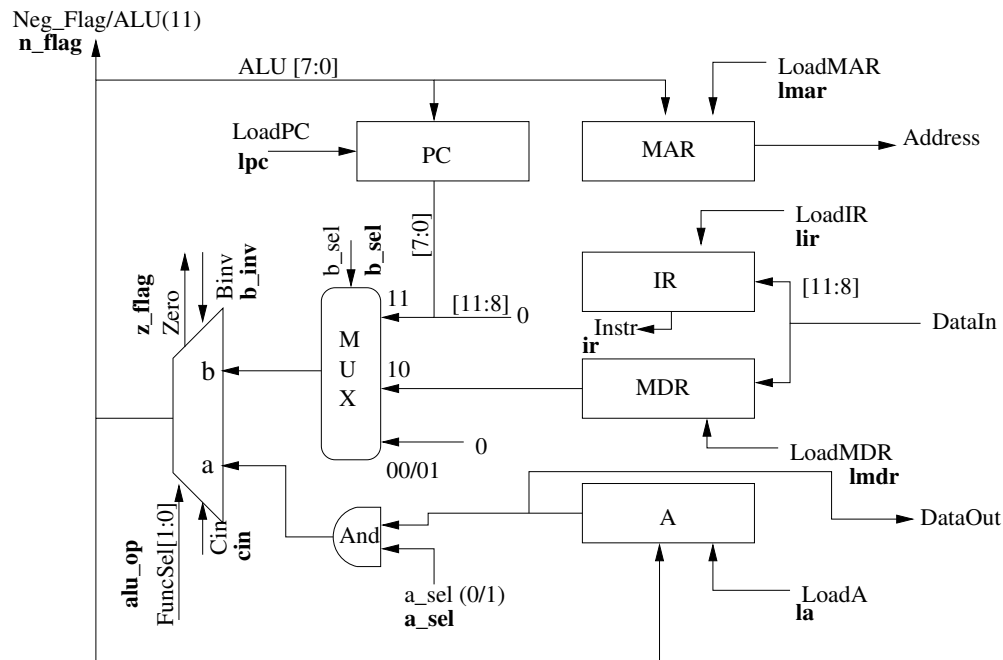 Neg_Flag/ALU(11)
n_flag
ALU [7:0]
LoadMAR
lmar
LoadPC
lpc
PC
MAR
Address
[7:0]
LoadIR
lir
b_sel
b_sel
IR
[11:8]
Instr
ir
DataIn
z_flag
Zero
Binv
b_inv
11
[11:8]
0
M
U
X
10
MDR
b
a
0
00/01
LoadMDR
lmdr
alu_op
FuncSel[1:0]
Cin
cin
And
A
DataOut
a_sel (0/1)
a_sel
LoadA
la